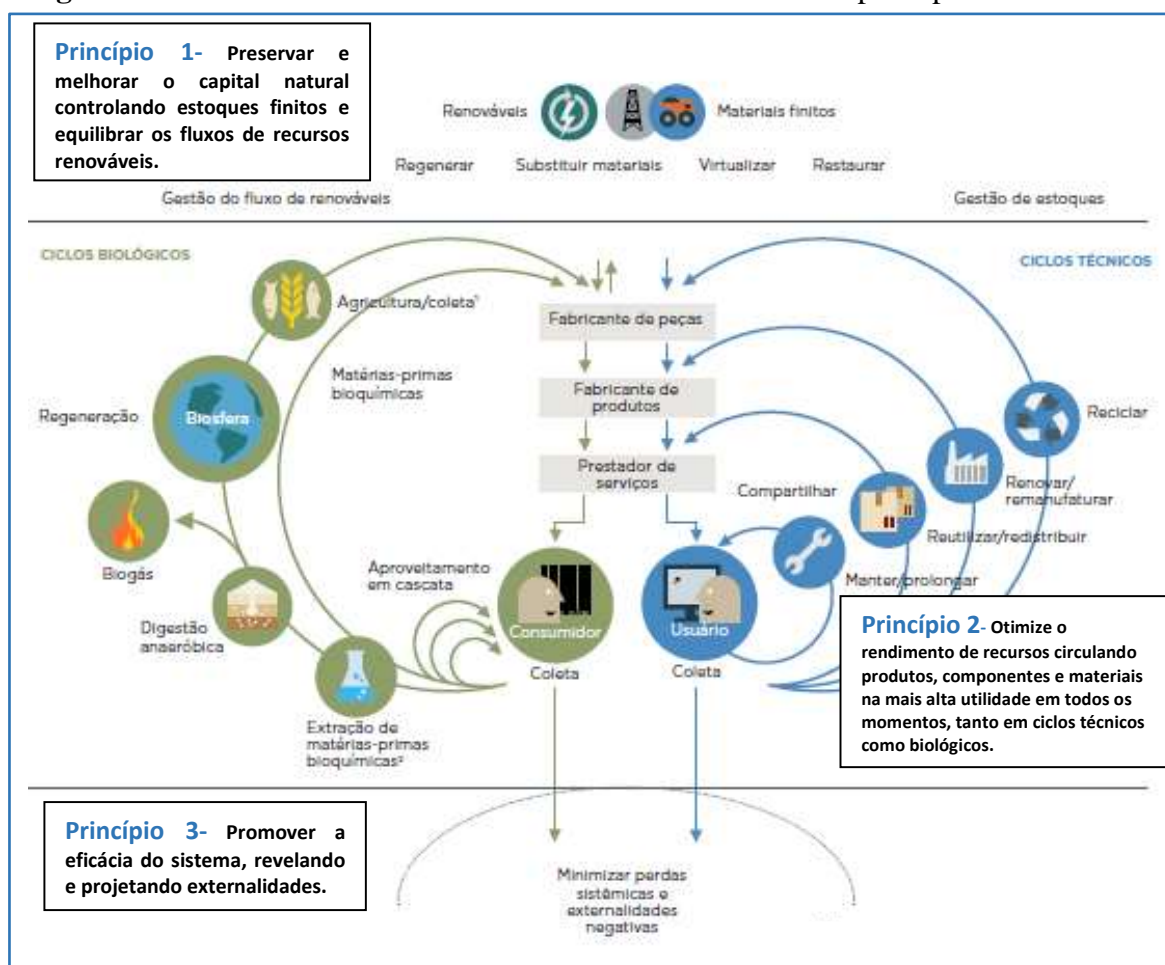 Princípio 1- Preservar e
melhorar o capital natural
controlando estoques finitos e
equilibrar os fluxos de recursos
renováveis.
Renováveis
Materiais finitos
Regenerar
Substituir materiais
Virtualizar
Restaurar
Gestão do fluxo de renováveis
Gestão de estoques
CICLOS BIOLÓGICOS
CICLOS TÉCNICOS
Agricultura/coleta¹
Fabricante de peças
Matérias-primas
bioquímicas
Fabricante de
produtos
Regeneração
Biosfera
Reciclar
Prestador de
serviços
Renovar/
remanufaturar
Compartilhar
Reutilizar/redistribuir
Biogás
Aproveitamento
em cascata
Manter/prolongar
Digestão
anaeróbica
Consumidor
Usuário
Coleta
Coleta
Princípio 2- Otimize o
rendimento de recursos circulando
produtos, componentes e materiais
na mais alta utilidade em todos os
momentos, tanto em ciclos técnicos
como biológicos.
Extração de
matérias-primas
bioquímicas²
Princípio 3- Promover a
eficácia do sistema, revelando
e projetando externalidades.
Minimizar perdas
sistêmicas e
externalidades
negativas